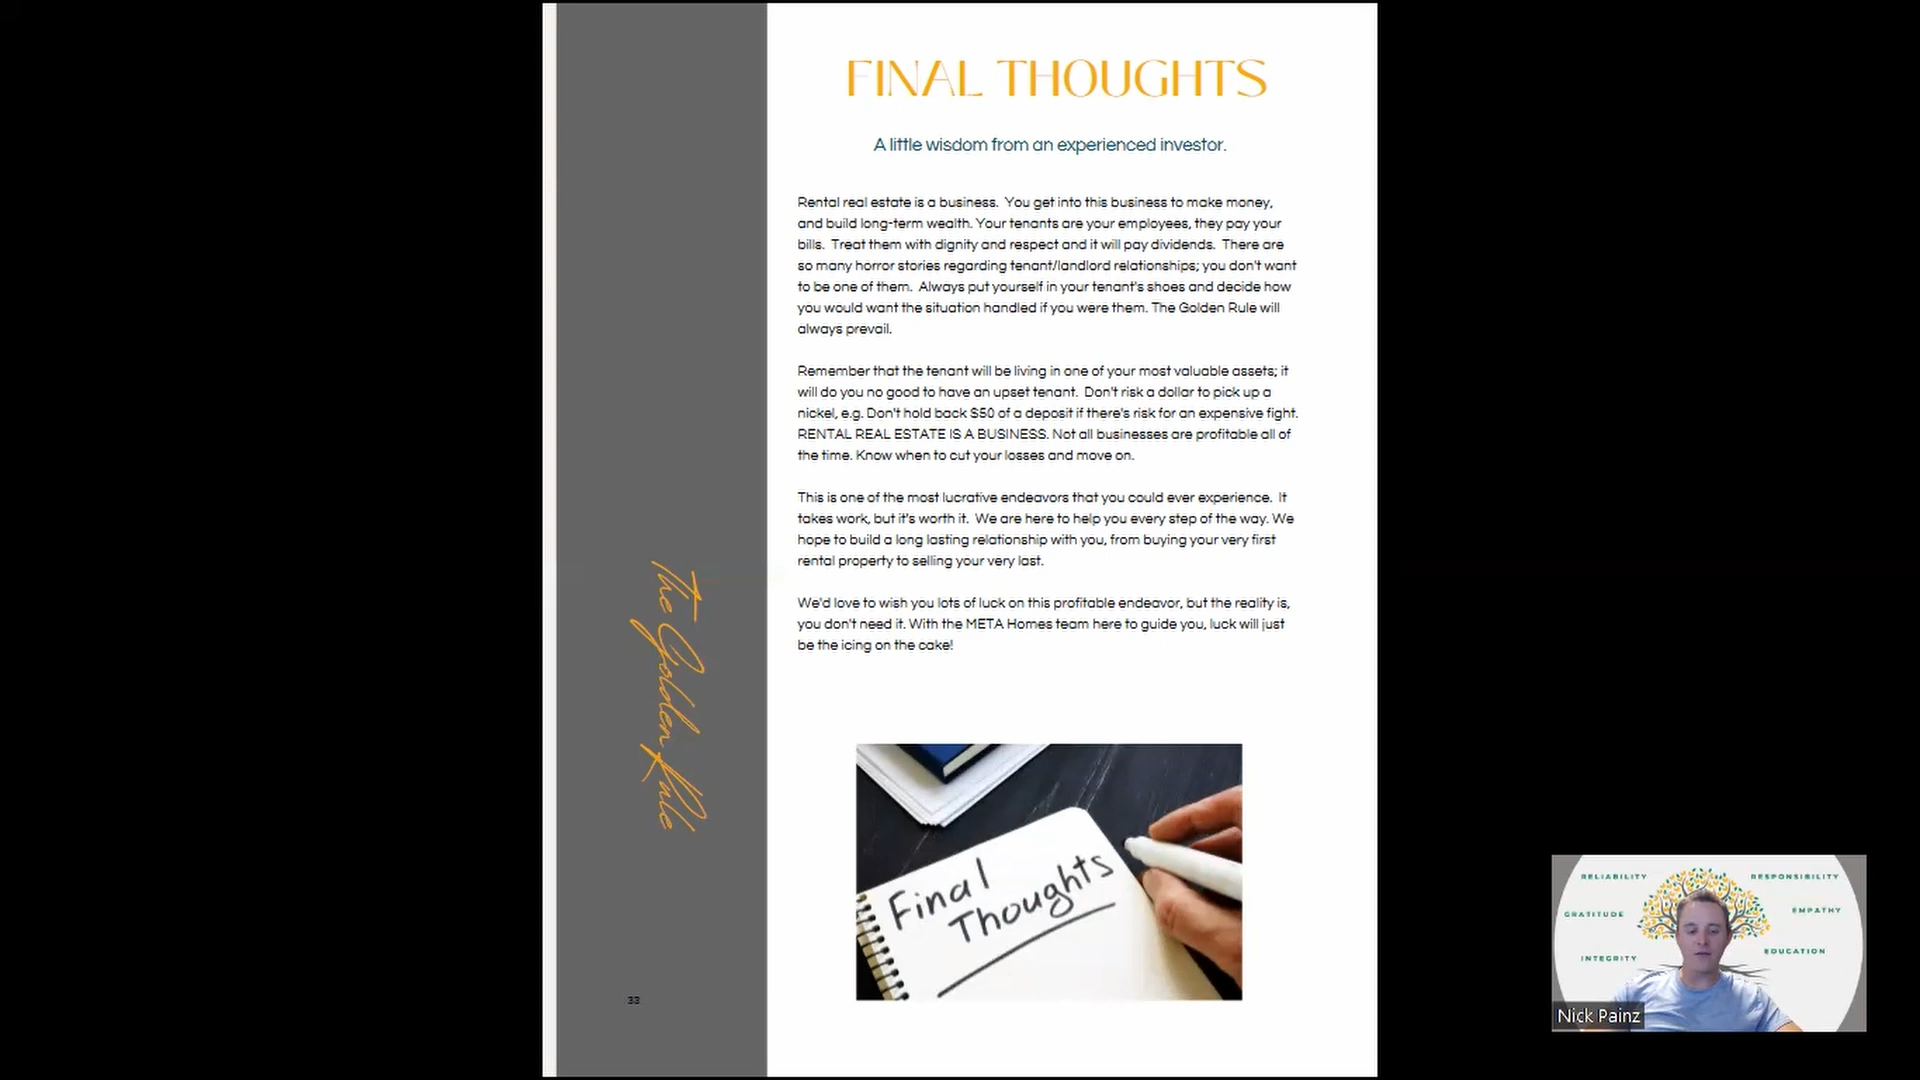 FINAL THOUGHTS
A little wisdom from an experienced investor.
Rental real estate is a business.  You get into this business to make money,
and build long-term wealth. Your tenants are your employees, they pay your
bills.  Treat them with dignity and respect and it will pay dividends.  There are
so many horror stories regarding tenant/landlord relationships; you don't want
to be one of them.  Always put yourself in your tenant's shoes and decide how
you would want the situation handled if you were them. The Golden Rule will
always prevail.
Remember that the tenant will be living in one of your most valuable assets; it
will do you no good to have an upset tenant.  Don't risk a dollar to pick up a
nickel, e.g. Don't hold back $50 of a deposit if there's risk for an expensive fight.
RENTAL REAL ESTATE IS A BUSINESS. Not all businesses are profitable all of
the time. Know when to cut your losses and move on.
This is one of the most lucrative endeavors that you could ever experience.  It
takes work, but it's worth it.  We are here to help you every step of the way. We
hope to build a long lasting relationship with you, from buying your very first
rental property to selling your very last.
We'd love to wish you lots of luck on this profitable endeavor, but the reality is,
you don't need it. With the META Homes team here to guide you, luck will just
be the icing on the cake!
The Golden Rule
Final
Thoughts
33
RELIABILITY
RESPONSIBILITY
GRATITUDE
EMPATHY
EDUCATION
INTEGRITY
Nick Painz